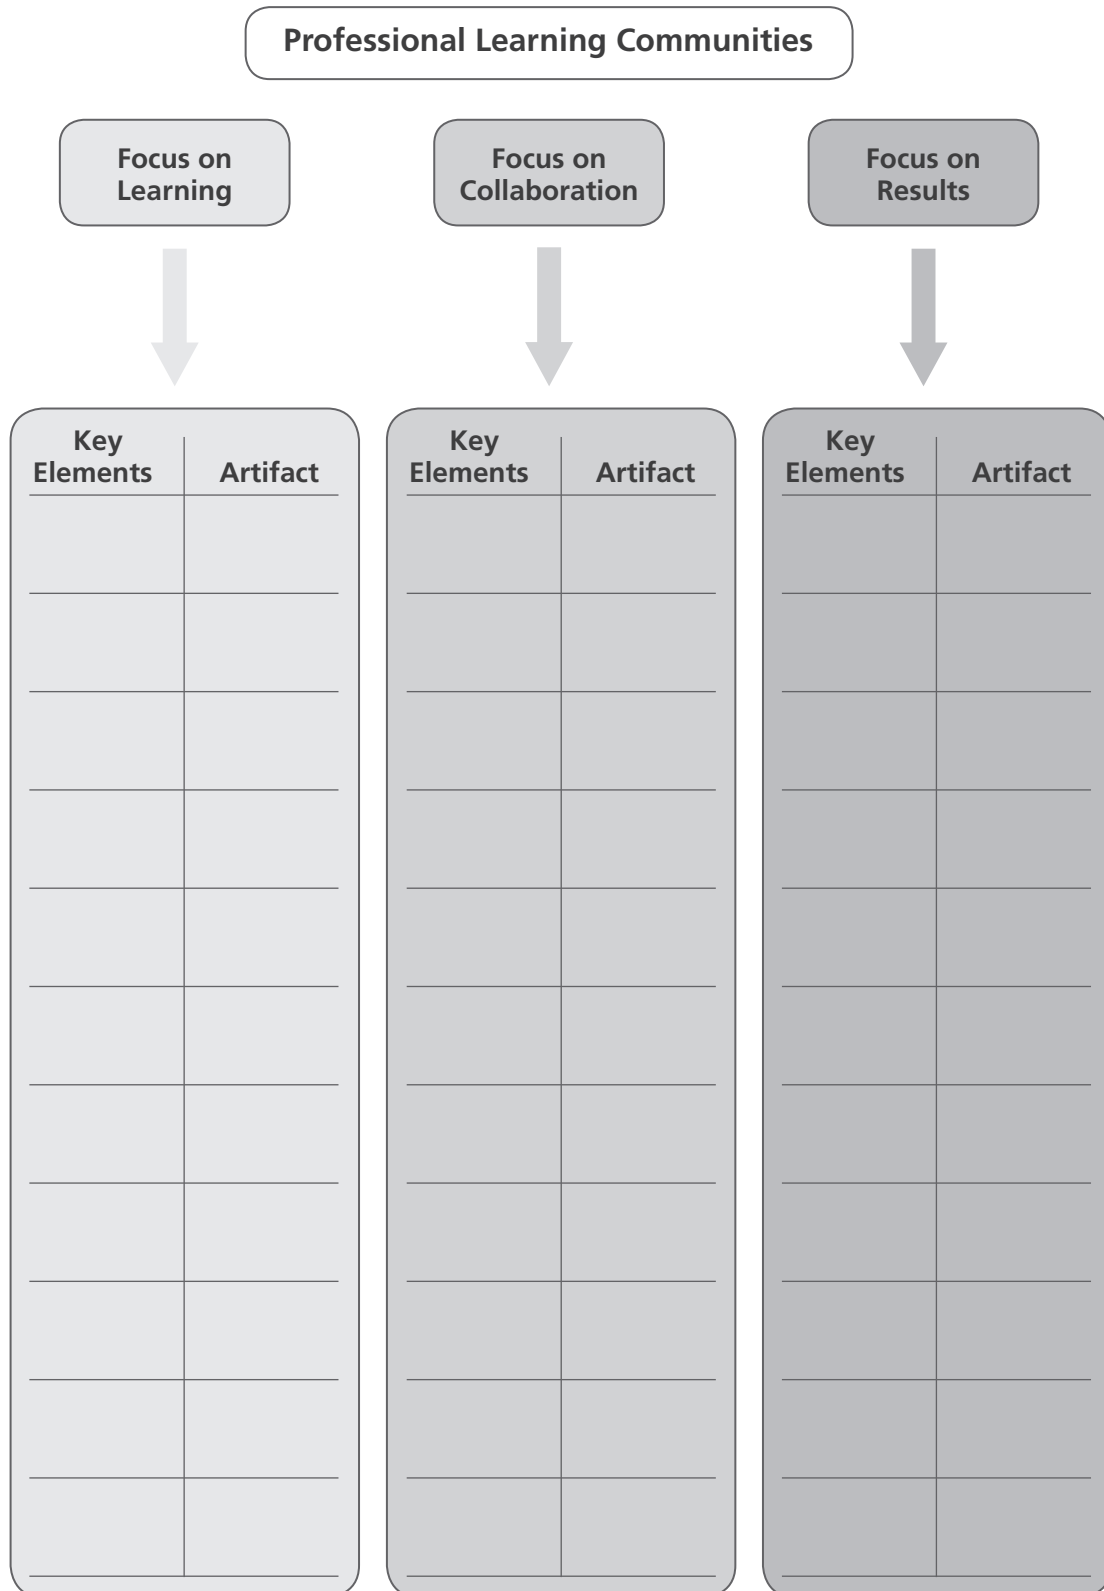 Professional Learning Communities
Focus on
Learning
Focus on
Collaboration
Focus on
Results
Key
Elements
Artifact
Key
Elements
Artifact
Key
Elements
Artifact